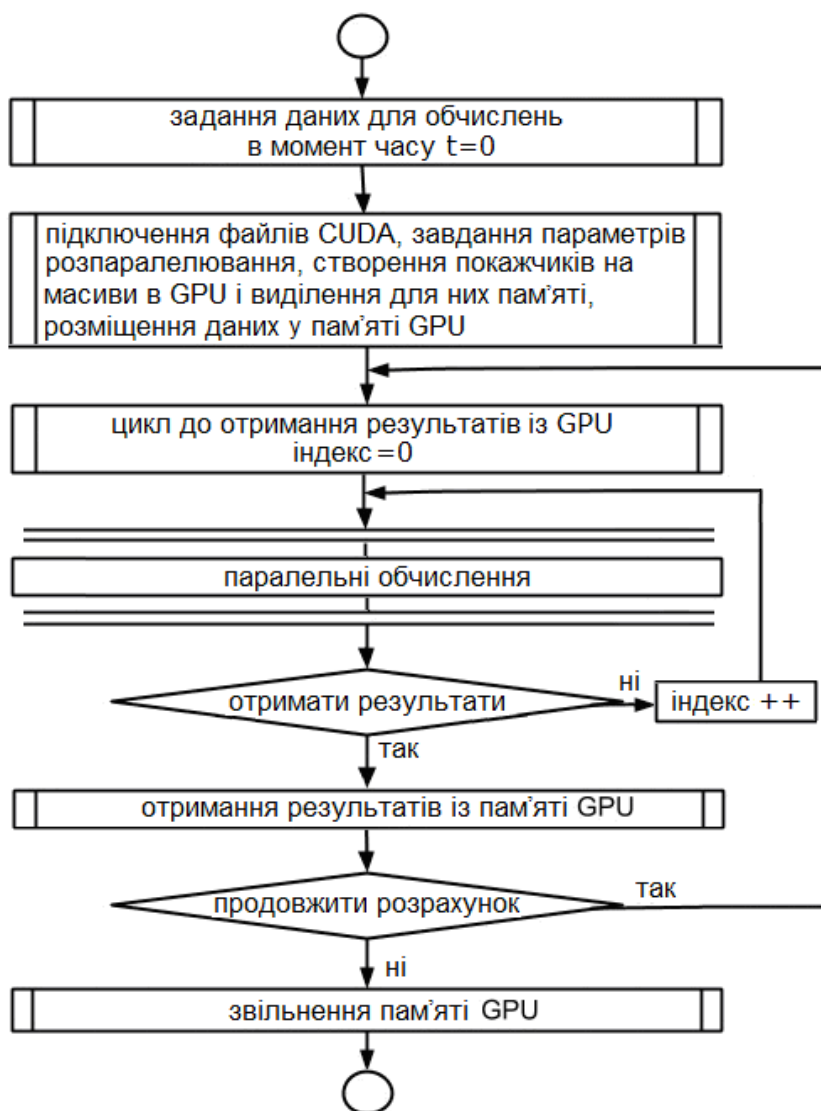 задання даних для обчислень
в момент часу t=0
підключення файлів CUDA, завдання параметрів
розпаралелювання, створення покажчиків на
масиви в GPU і виділення для них пам’яті,
розміщення даних у пам’яті GPU
цикл до отримання результатів із GPU
індекс=0
паралельні обчислення
отримати результати
ні
індекс ++
так
отримання результатів із пам’яті GPU
продовжити розрахунок
так
ні
звільнення пам’яті GPU